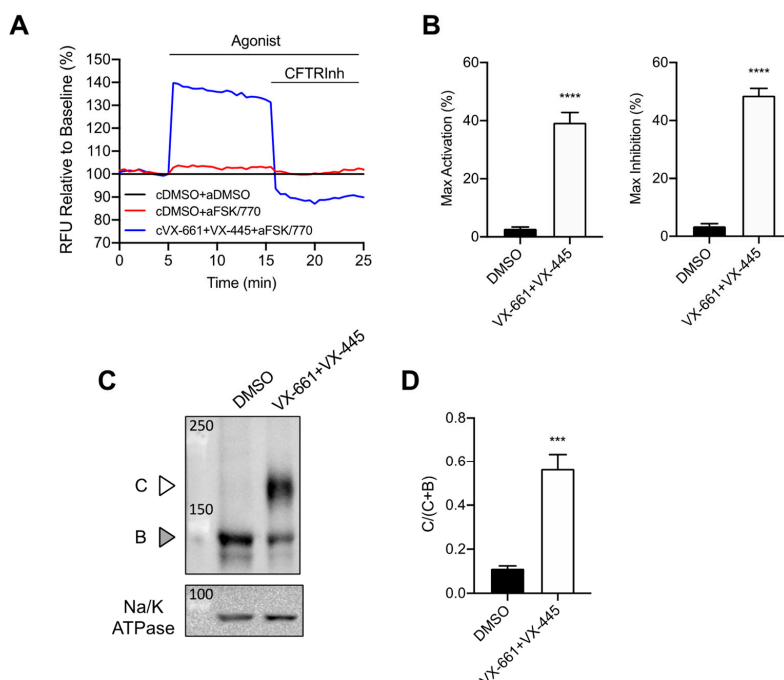 A
Agonist
CFTRInh
RFU Relative to Baseline (%)
150
140
130
120
110
100
90
80
70
cDMSO+aDMSO
cDMSO+aFSK/770
cVX-661+VX-445+aFSK/770
0 5 10 15 20 25
Time (min)
B
Max Activation (%)
60
40
20
0
****
DMSO
VX-661+VX-445
Max Inhibition (%)
60
40
20
0
****
DMSO
VX-661+VX-445
C
DMSO
VX-661+VX-445
250
C
150
B
100
Na/K
ATPase
D
C/(C+B)
0.8
0.6
0.4
0.2
0.0
***
DMSO
VX-661+VX-445